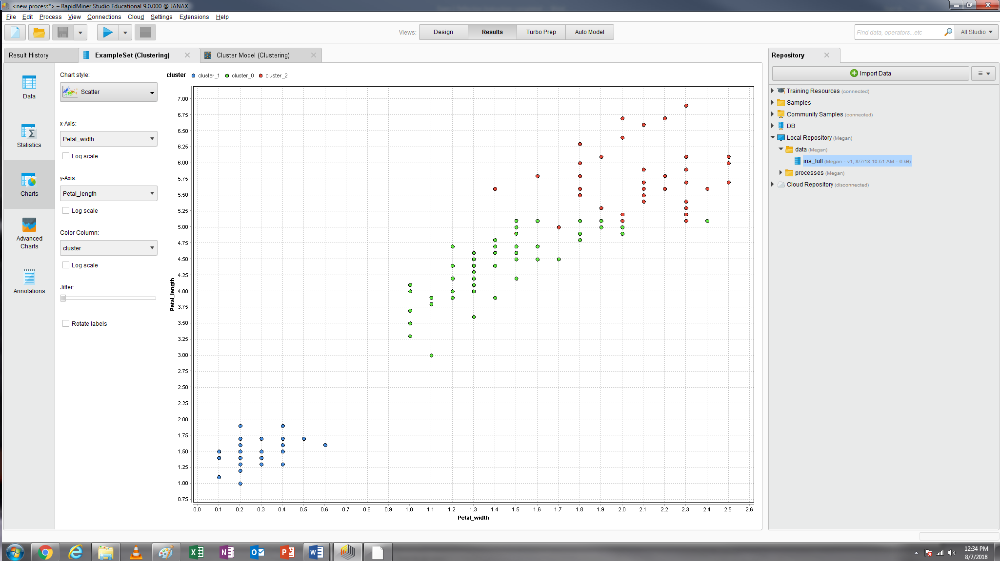 <new process*> – RapidMiner Studio Educational 9.0.000 @ JANAX
File Edit Process View Connections Cloud Settings Extensions Help
Views: Design Results Turbo Prep Auto Model
Find data, operators...etc
All Studio
Result History
ExampleSet (Clustering)
Cluster Model (Clustering)
Repository
Data
Statistics
Charts
Advanced
Charts
Annotations
Chart style:
Scatter
x-Axis:
Petal_width
Log scale
y-Axis:
Petal_length
Log scale
Color Column:
cluster
Log scale
Jitter:
Rotate labels
cluster cluster_1 cluster_0 cluster_2
7.00
6.75
6.50
6.25
6.00
5.75
5.50
5.25
5.00
4.75
4.50
4.25
4.00
3.75
3.50
3.25
3.00
2.75
2.50
2.25
2.00
1.75
1.50
1.25
1.00
0.75
Petal_length
0.0 0.1 0.2 0.3 0.4 0.5 0.6 0.7 0.8 0.9 1.0 1.1 1.2 1.3 1.4 1.5 1.6 1.7 1.8 1.9 2.0 2.1 2.2 2.3 2.4 2.5 2.6
Petal_width
Import Data
Training Resources (connected)
Samples
Community Samples (connected)
DB
Local Repository (Megan)
data (Megan)
iris_full (Megan - v1, 8/7/18 10:51 AM - 6 kB)
processes (Megan)
Cloud Repository (disconnected)
12:34 PM
8/7/2018